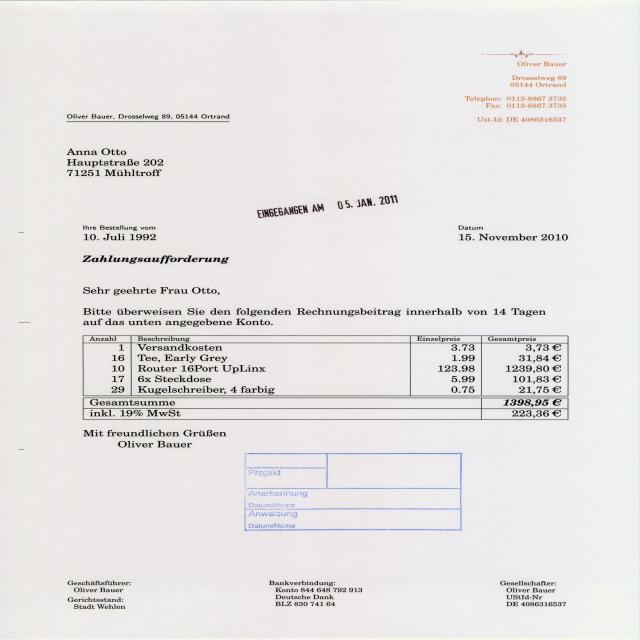 Oliver Bauer
Drosselweg 89
05144 Ortrand
Telephon: 0113-8867 3735
Fax: 0113-8867 3735
Ust-Id: DE 4086316537
Oliver Bauer, Drosselweg 89, 05144 Ortrand
Anna Otto
Hauptstraße 202
71251 Mühltroff
EINGEGANGEN AM 05. JAN. 2011
Ihre Bestellung vom Datum
10. Juli 1992 15. November 2010
Zahlungsaufforderung
Sehr geehrte Frau Otto,
Bitte überweisen Sie den folgenden Rechnungsbeitrag innerhalb von 14 Tagen
auf das unten angegebene Konto.
Anzahl Beschreibung Einzelpreis Gesamtpreis
1 Versandkosten 3.73 3,73 €
16 Tee, Early Grey 1.99 31,84 €
10 Router 16Port UpLinx 123.98 1239,80 €
17 6x Steckdose 5.99 101,83 €
29 Kugelschreiber, 4 farbig 0.75 21,75 €
Gesamtsumme 1398,95 €
inkl. 19% MwSt 223,36 €
Mit freundlichen Grüßen
Oliver Bauer
Projekt
Anerkennung
Datum/Name
Anweisung
Datum/Name
Geschäftsführer: Bankverbindung: Gesellschafter:
Oliver Bauer Konto 844 648 792 913 Oliver Bauer
Gerichtsstand: Deutsche Dank UStId-Nr
Stadt Wehlen BLZ 830 741 64 DE 4086316537